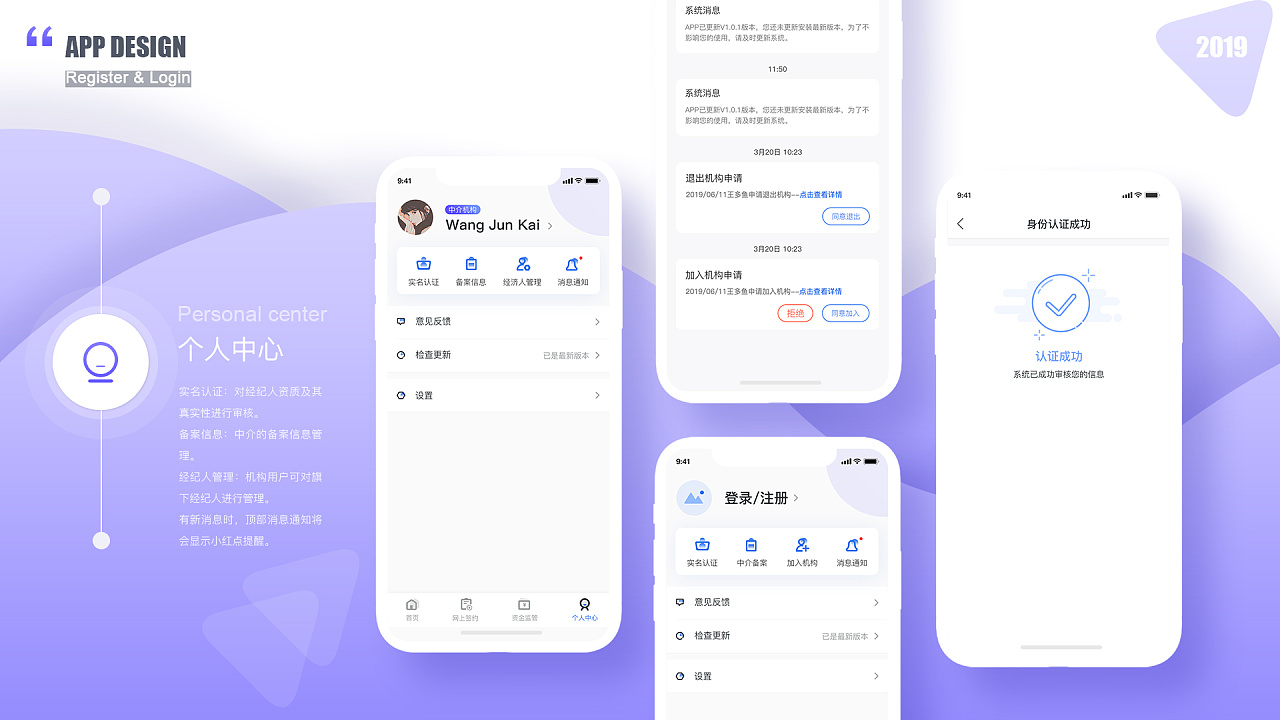 APP DESIGN
Register & Login
2019
Personal center
个人中心
实名认证：对经纪人资质及其
真实性进行审核。
备案信息：中介的备案信息管
理。
经纪人管理：机构用户可对旗
下经纪人进行管理。
有新消息时，顶部消息通知将
会显示小红点提醒。
9:41
中介机构
Wang Jun Kai
实名认证 备案信息 经济人管理 消息通知
意见反馈
检查更新 已是最新版本
设置
首页 网上签约 资金监管 个人中心
系统消息
APP已更新V1.0.1版本，您还未更新安装最新版本，为了不
影响您的使用，请及时更新系统。
11:50
系统消息
APP已更新V1.0.1版本，您还未更新安装最新版本，为了不
影响您的使用，请及时更新系统。
3月20日 10:23
退出机构申请
2019/06/11王多鱼申请退出机构--点击查看详情
同意退出
3月20日 10:23
加入机构申请
2019/06/11王多鱼申请加入机构--点击查看详情
拒绝 同意加入
9:41
登录/注册
实名认证 中介备案 加入机构 消息通知
意见反馈
检查更新 已是最新版本
设置
9:41
身份认证成功
认证成功
系统已成功审核您的信息